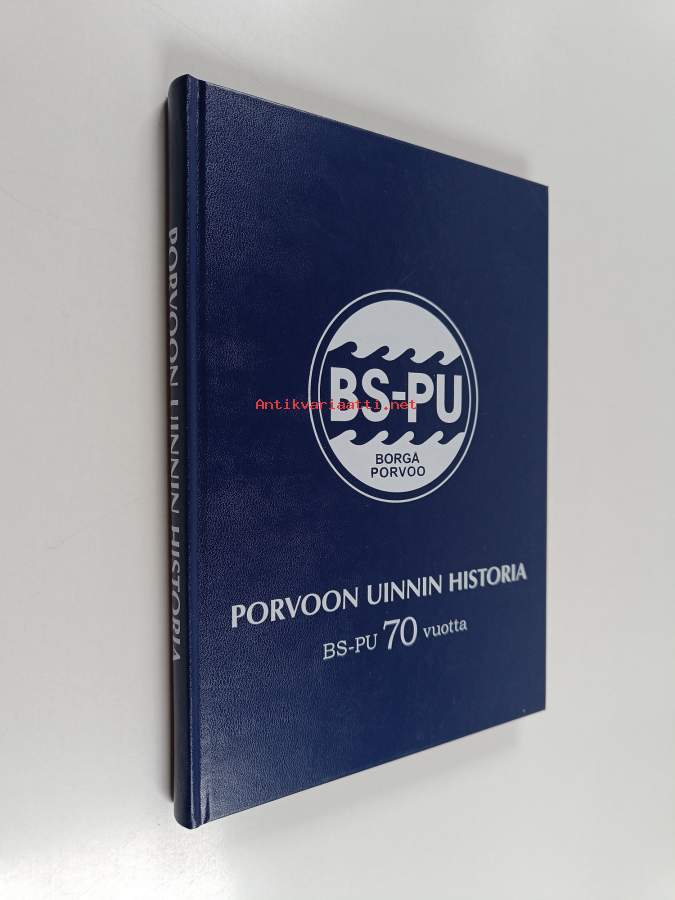 PORVOON UINNIN HISTORIA
BS-PU
Antikvariaatti.net
BORGÅ
PORVOO
PORVOON UINNIN HISTORIA
BS-PU 70 vuotta